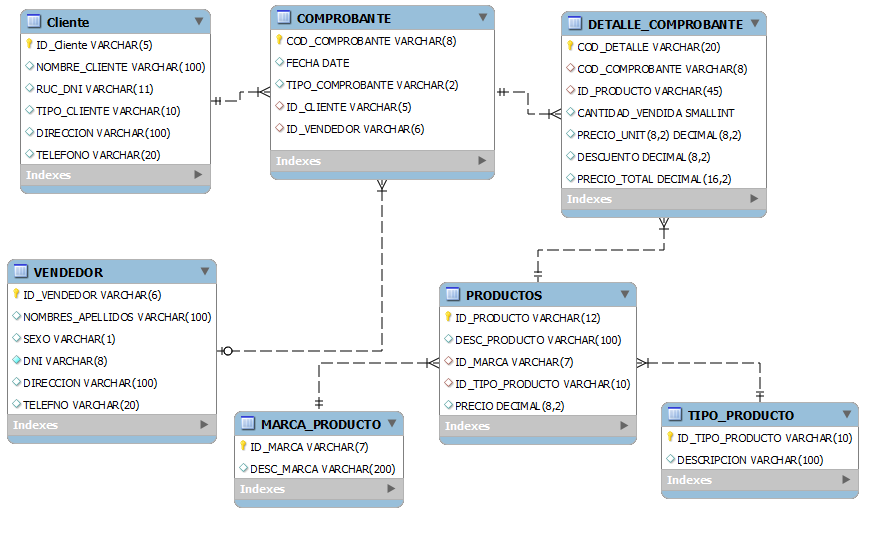 Cliente
ID_Cliente VARCHAR(5)
NOMBRE_CLIENTE VARCHAR(100)
RUC_DNI VARCHAR(11)
TIPO_CLIENTE VARCHAR(10)
DIRECCION VARCHAR(100)
TELEFONO VARCHAR(20)
Indexes
COMPROBANTE
COD_COMPROBANTE VARCHAR(8)
FECHA DATE
TIPO_COMPROBANTE VARCHAR(2)
ID_CLIENTE VARCHAR(5)
ID_VENDEDOR VARCHAR(6)
Indexes
DETALLE_COMPROBANTE
COD_DETALLE VARCHAR(20)
COD_COMPROBANTE VARCHAR(8)
ID_PRODUCTO VARCHAR(45)
CANTIDAD_VENDIDA SMALLINT
PRECIO_UNIT(8,2) DECIMAL(8,2)
DESCUENTO DECIMAL(8,2)
PRECIO_TOTAL DECIMAL(16,2)
Indexes
VENDEDOR
ID_VENDEDOR VARCHAR(6)
NOMBRES_APELLIDOS VARCHAR(100)
SEXO VARCHAR(1)
DNI VARCHAR(8)
DIRECCION VARCHAR(100)
TELEFNO VARCHAR(20)
Indexes
PRODUCTOS
ID_PRODUCTO VARCHAR(12)
DESC_PRODUCTO VARCHAR(100)
ID_MARCA VARCHAR(7)
ID_TIPO_PRODUCTO VARCHAR(10)
PRECIO DECIMAL(8,2)
Indexes
MARCA_PRODUCTO
ID_MARCA VARCHAR(7)
DESC_MARCA VARCHAR(200)
Indexes
TIPO_PRODUCTO
ID_TIPO_PRODUCTO VARCHAR(10)
DESCRIPCION VARCHAR(100)
Indexes